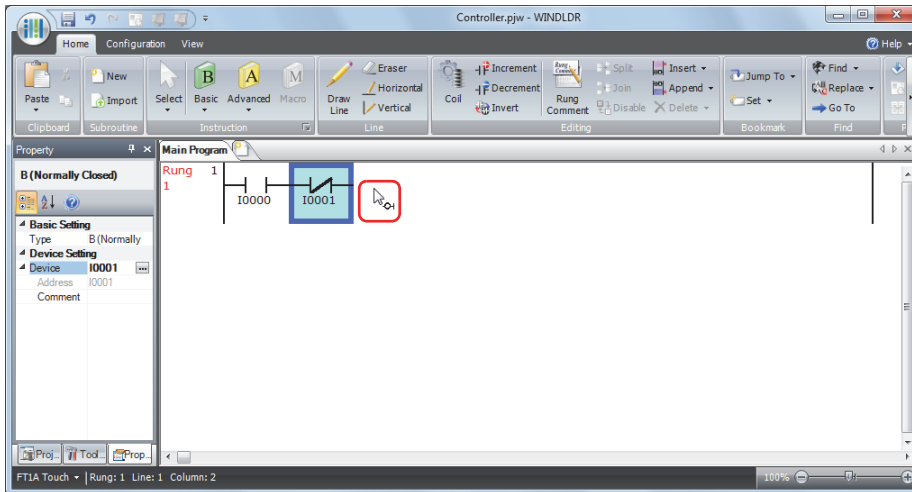 Controller.pjw - WINDLDR
Home Configuration View Help
Paste
New
Import
Select Basic Advanced Macro
Draw Line
Eraser
Horizontal
Vertical
Coil
Increment
Decrement
Invert
Rung Comment
Split
Join
Disable
Insert
Append
Delete
Jump To
Set
Find
Replace
Go To
Clipboard Subroutine Instruction Line Editing Bookmark Find F
Property
Main Program
B (Normally Closed)
Basic Setting
Type B (Normally
Device Setting
Device I0001 ...
Address I0001
Comment
Rung 1
1
I0000 I0001
Proj... Tool... Prop...
FT1A Touch Rung: 1 Line: 1 Column: 2 100%